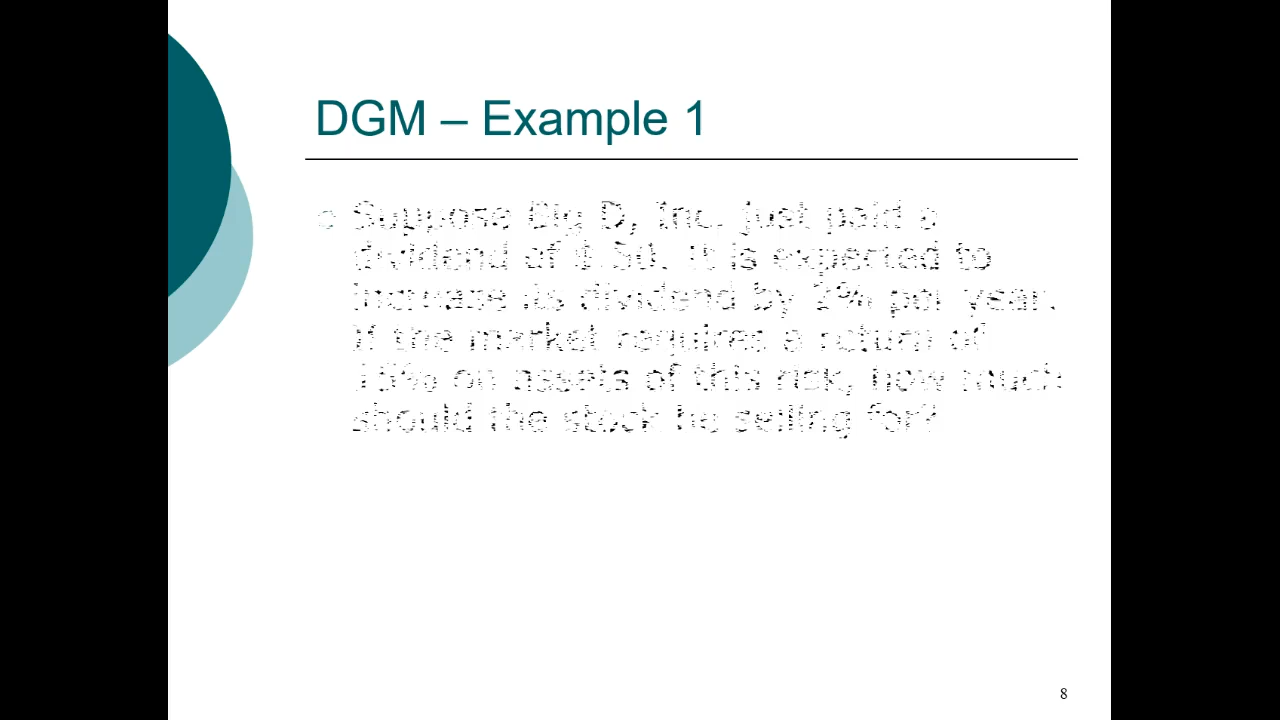 DGM – Example 1
Suppose Big D, Inc. just paid a
dividend of $.50. It is expected to
increase its dividend by 2% per year.
If the market requires a return of
15% on assets of this risk, how much
should the stock be selling for?
8